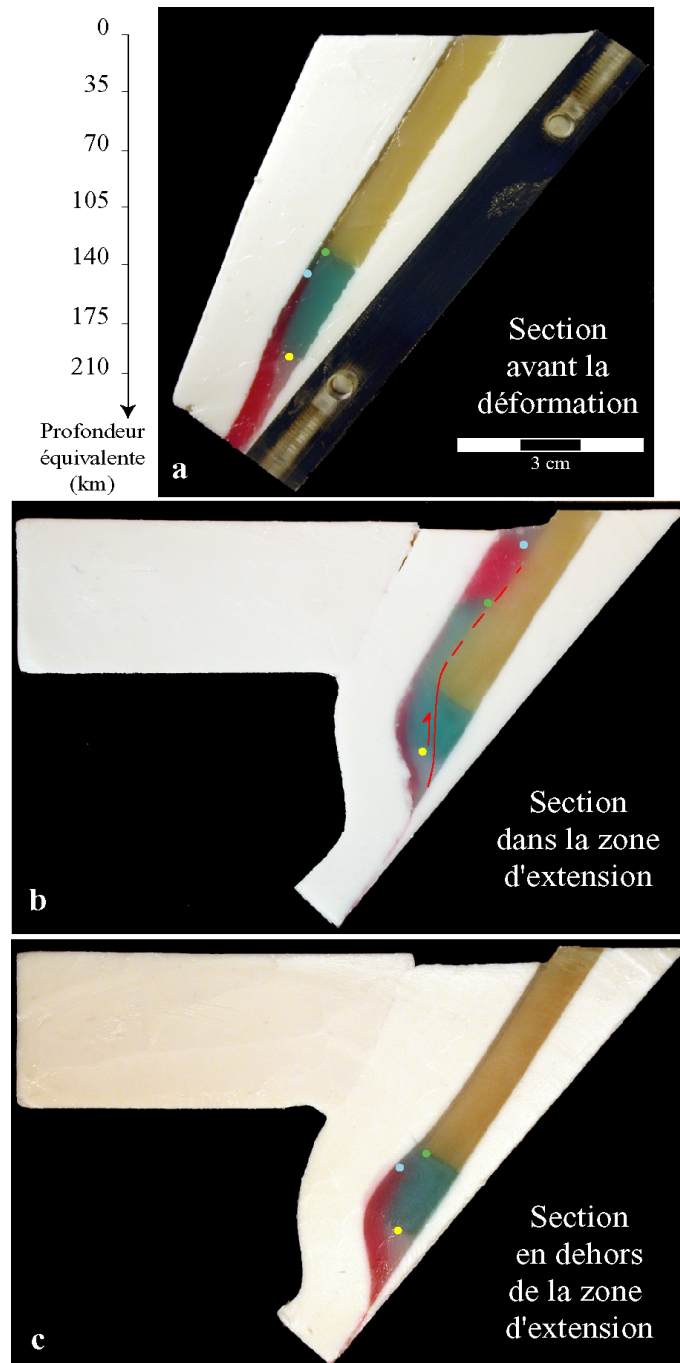 0
35
70
105
140
175
210
Profondeur
équivalente
(km)
Section
avant la
déformation
3 cm
a
Section
dans la zone
d'extension
b
Section
en dehors
de la zone
d'extension
c